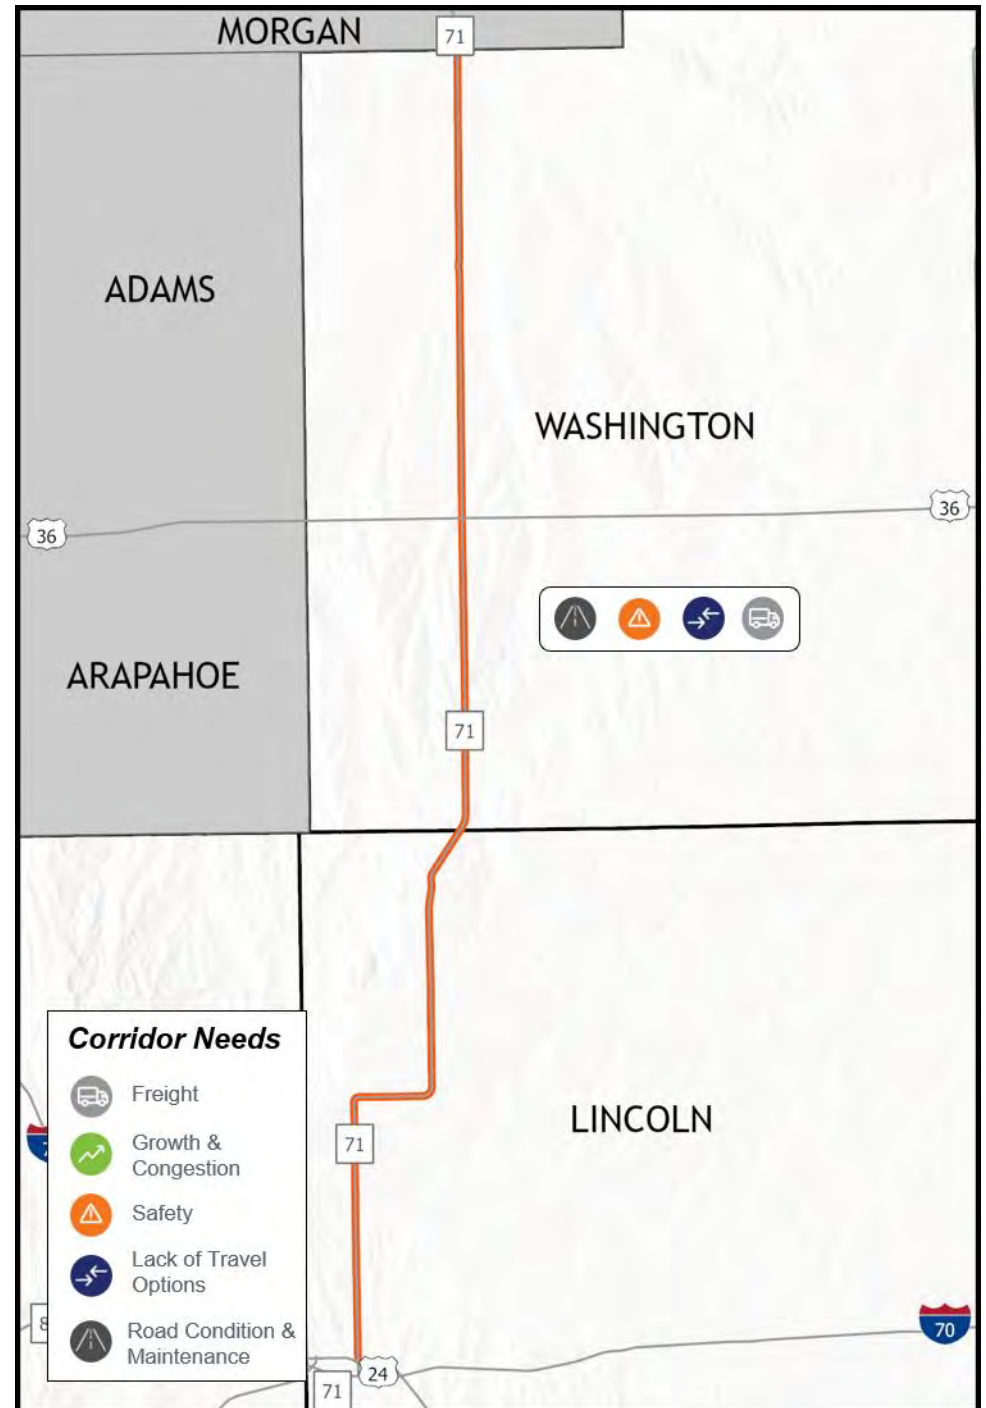 MORGAN
71
ADAMS
WASHINGTON
36
36
ARAPAHOE
71
Corridor Needs
Freight
Growth &
Congestion
Safety
Lack of Travel
Options
Road Condition &
Maintenance
LINCOLN
71
70
24
71